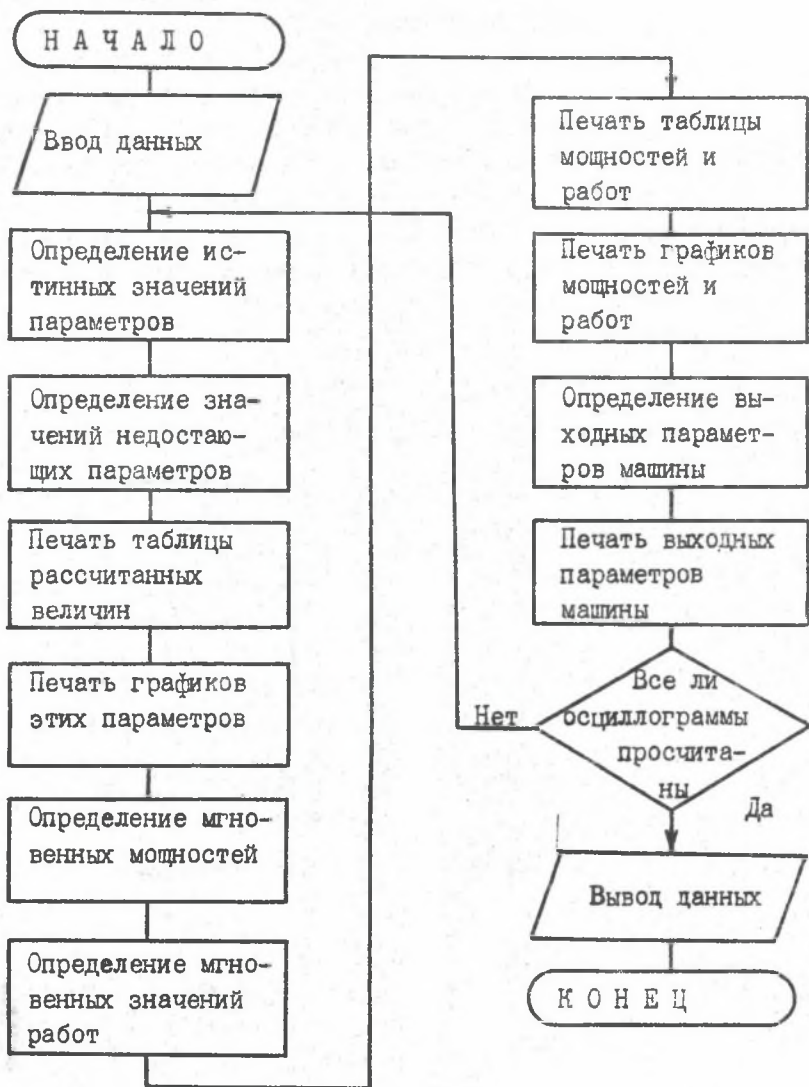 НАЧАЛО
Ввод данных
Определение ис-
тинных значений
параметров
Определение зна-
чений недостаю-
щих параметров
Печать таблицы
рассчитанных
величин
Печать графиков
этих параметров
Определение мгно-
венных мощностей
Определение мгно-
венных значений
работ
Печать таблицы
мощностей и
работ
Печать графиков
мощностей и
работ
Определение вы-
ходных парамет-
ров машины
Печать выходных
параметров
машины
Все ли
осциллограммы
просчита-
ны
Нет
Да
Вывод данных
КОНЕЦ